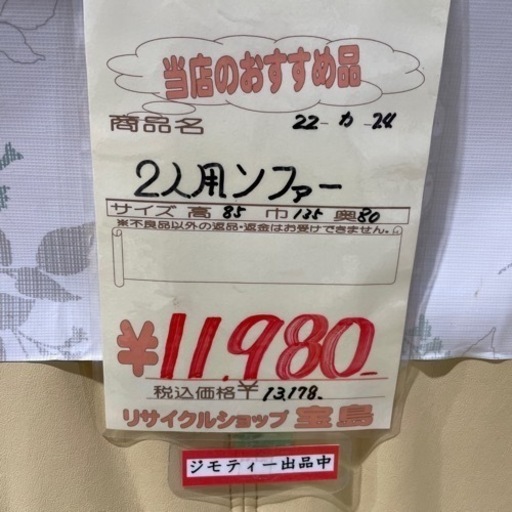 当店のおすすめ品
商品名 22-カ-24
2人用ソファー
サイズ 高 85 巾 135 奥 80
※不良品以外の返品・返金はお受けできません。
¥11,980-
税込価格¥13,178-
リサイクルショップ 宝島
ジモティー出品中